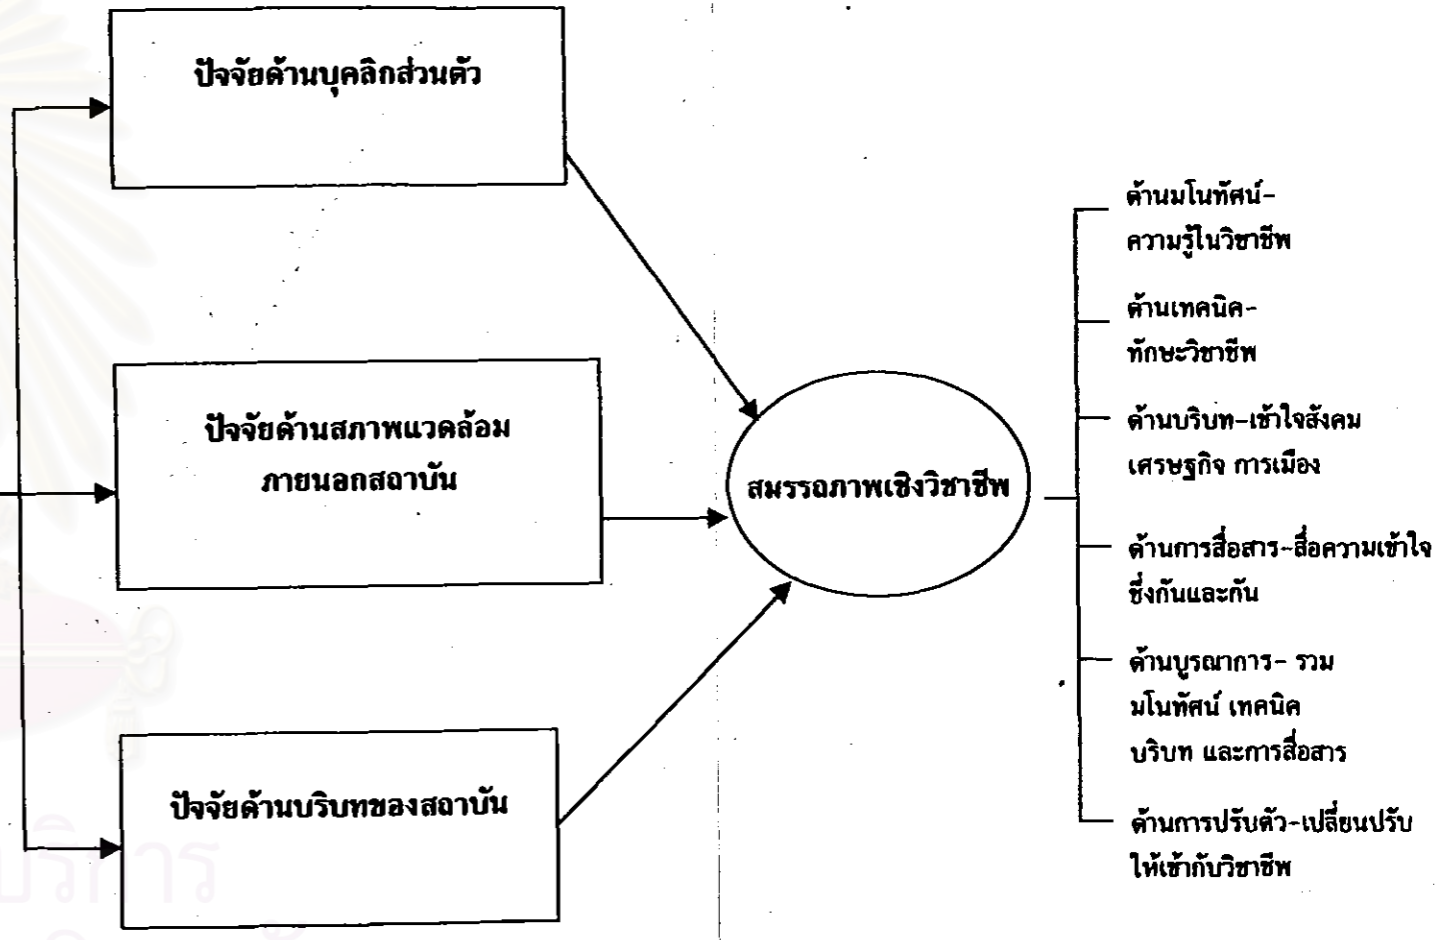 ปัจจัยด้านบุคลิกส่วนตัว
ปัจจัยด้านสภาพแวดล้อม
ภายนอกสถาบัน
ปัจจัยด้านบริบทของสถาบัน
สมรรถภาพเชิงวิชาชีพ
ด้านมโนทัศน์-
ความรู้ในวิชาชีพ
ด้านเทคนิค-
ทักษะวิชาชีพ
ด้านบริบท-เข้าใจสังคม
เศรษฐกิจ การเมือง
ด้านการสื่อสาร-สื่อความเข้าใจ
ซึ่งกันและกัน
ด้านบูรณาการ- รวม
มโนทัศน์ เทคนิค
บริบท และการสื่อสาร
ด้านการปรับตัว-เปลี่ยนปรับ
ให้เข้ากับวิชาชีพ
บริการ